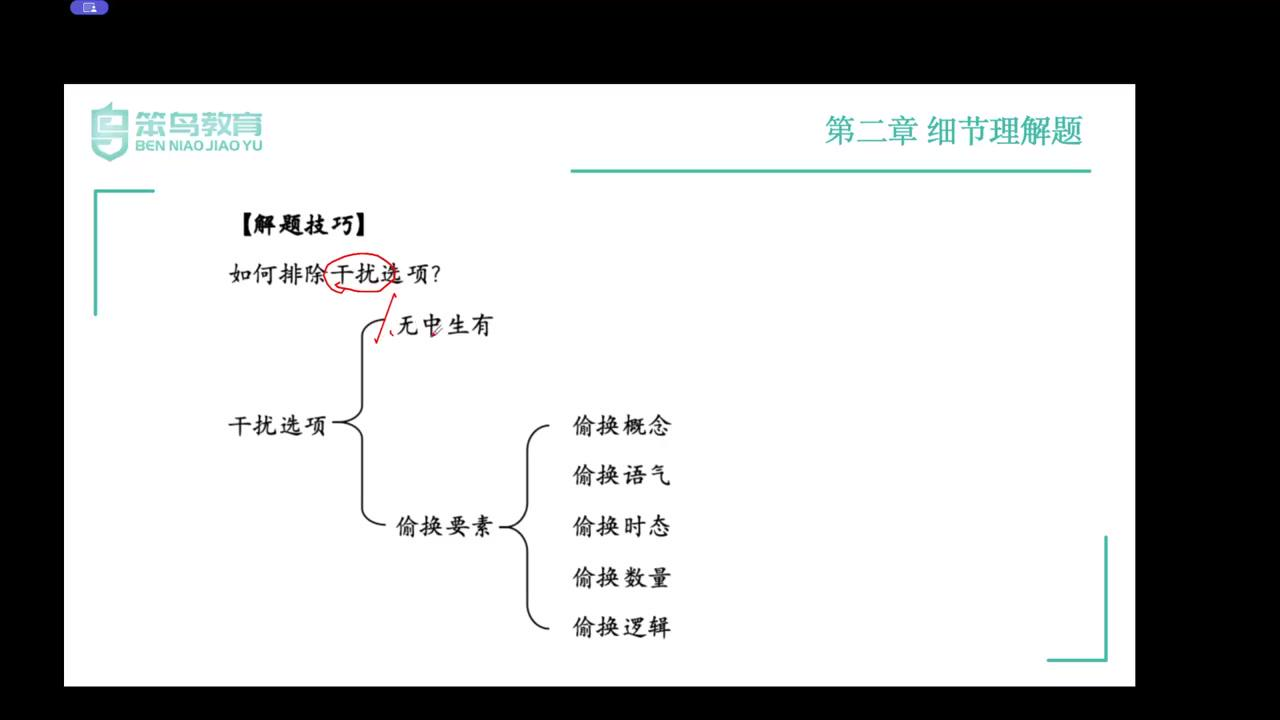 笨鸟教育
BEN NIAO JIAO YU
第二章 细节理解题
【解题技巧】
如何排除干扰选项?
无中生有
干扰选项
偷换概念
偷换语气
偷换要素
偷换时态
偷换数量
偷换逻辑